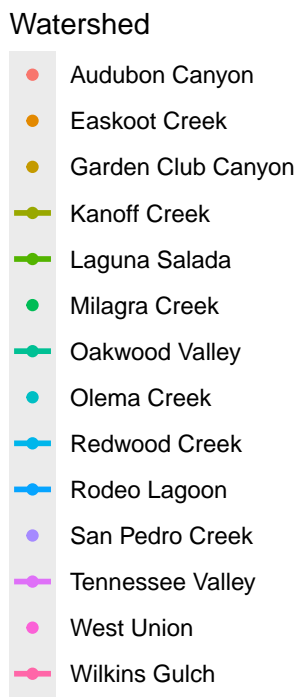 Watershed
Audubon Canyon
Easkoot Creek
Garden Club Canyon
Kanoff Creek
Laguna Salada
Milagra Creek
Oakwood Valley
Olema Creek
Redwood Creek
Rodeo Lagoon
San Pedro Creek
Tennessee Valley
West Union
Wilkins Gulch